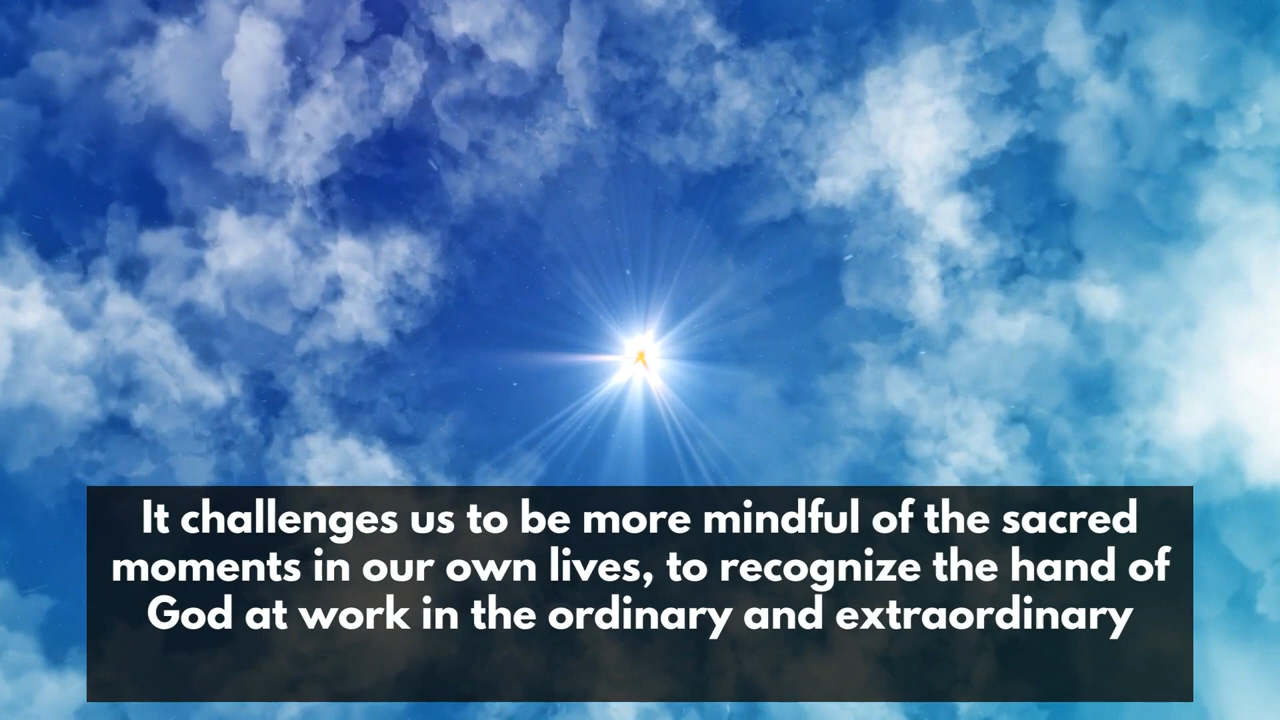 It challenges us to be more mindful of the sacred
moments in our own lives, to recognize the hand of
God at work in the ordinary and extraordinary